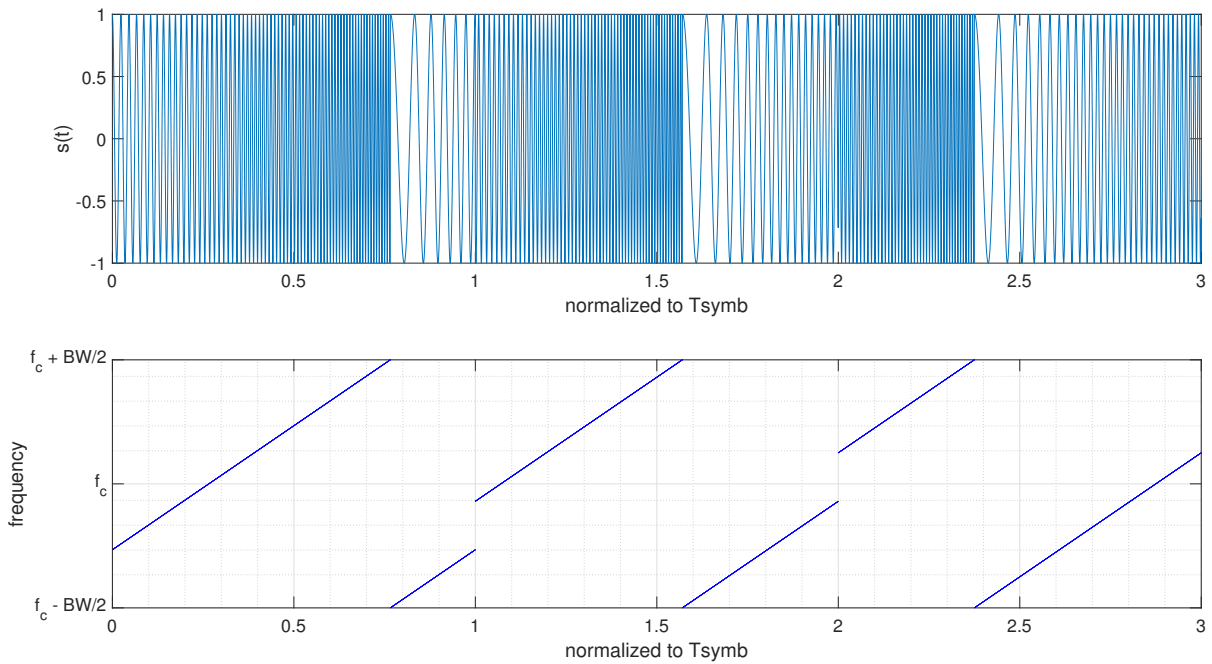 1
0.5
0
-0.5
-1
s(t)
0 0.5 1 1.5 2 2.5 3
normalized to Tsymb
f_c + BW/2
f_c
f_c - BW/2
frequency
0 0.5 1 1.5 2 2.5 3
normalized to Tsymb